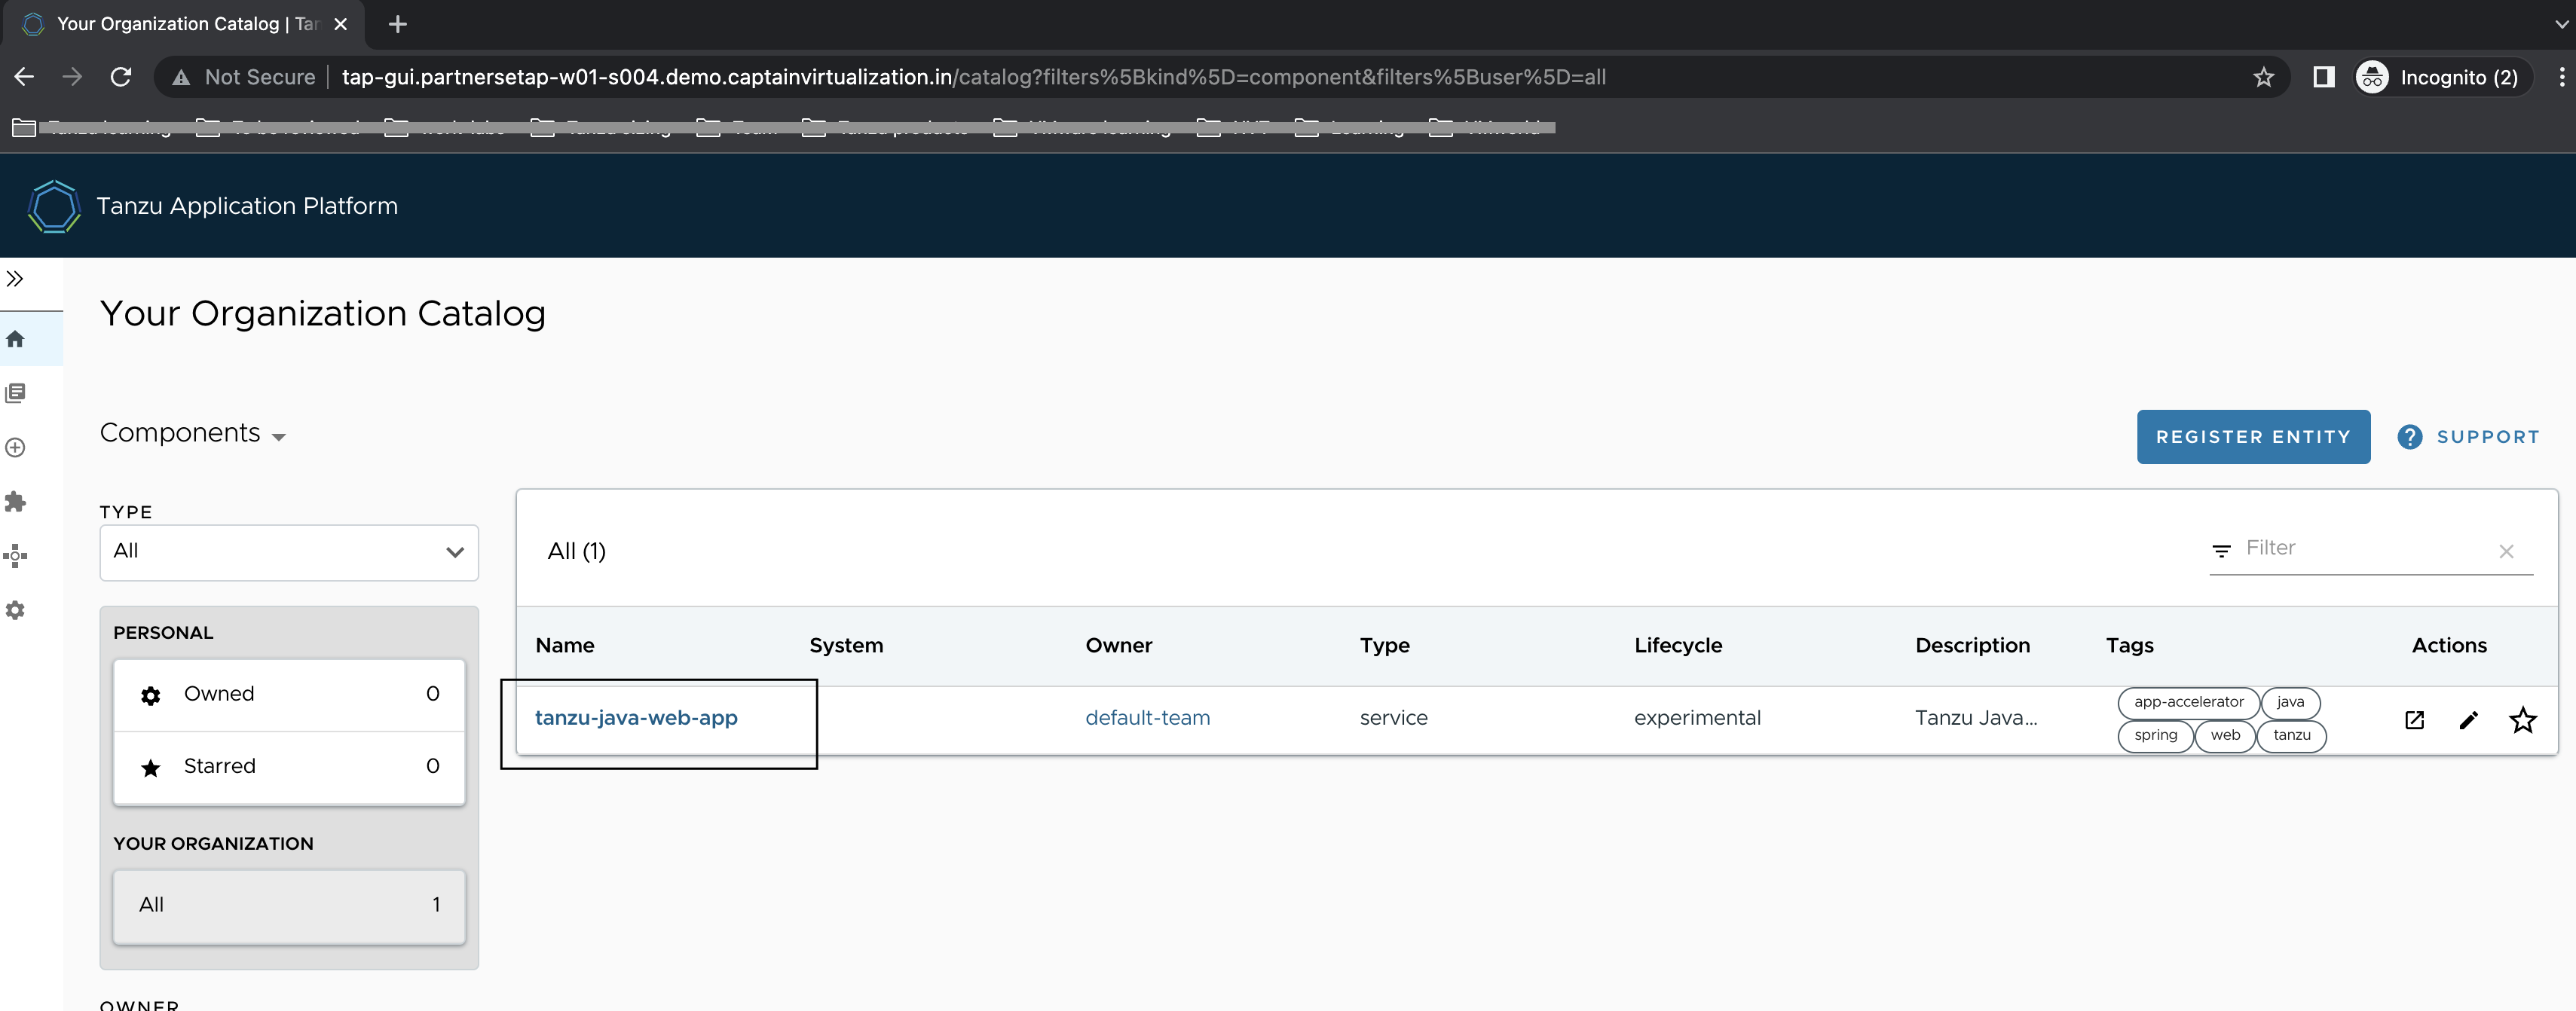 Your Organization Catalog | Tan
Not Secure tap-gui.partnersetap-w01-s004.demo.captainvirtualization.in/catalog?filters%5Bkind%5D=component&filters%5Buser%5D=all Incognito (2)
Tanzu Application Platform
Your Organization Catalog
Components
REGISTER ENTITY
? SUPPORT
TYPE
All
PERSONAL
Owned 0
Starred 0
YOUR ORGANIZATION
All 1
OWNER
All (1)
Filter
Name System Owner Type Lifecycle Description Tags Actions
tanzu-java-web-app default-team service experimental Tanzu Java...
app-accelerator java
spring web tanzu